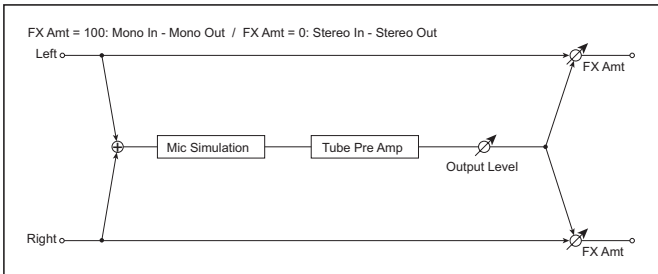 FX Amt = 100: Mono In - Mono Out / FX Amt = 0: Stereo In - Stereo Out
Left
FX Amt
Mic Simulation
Tube Pre Amp
Output Level
Right
FX Amt